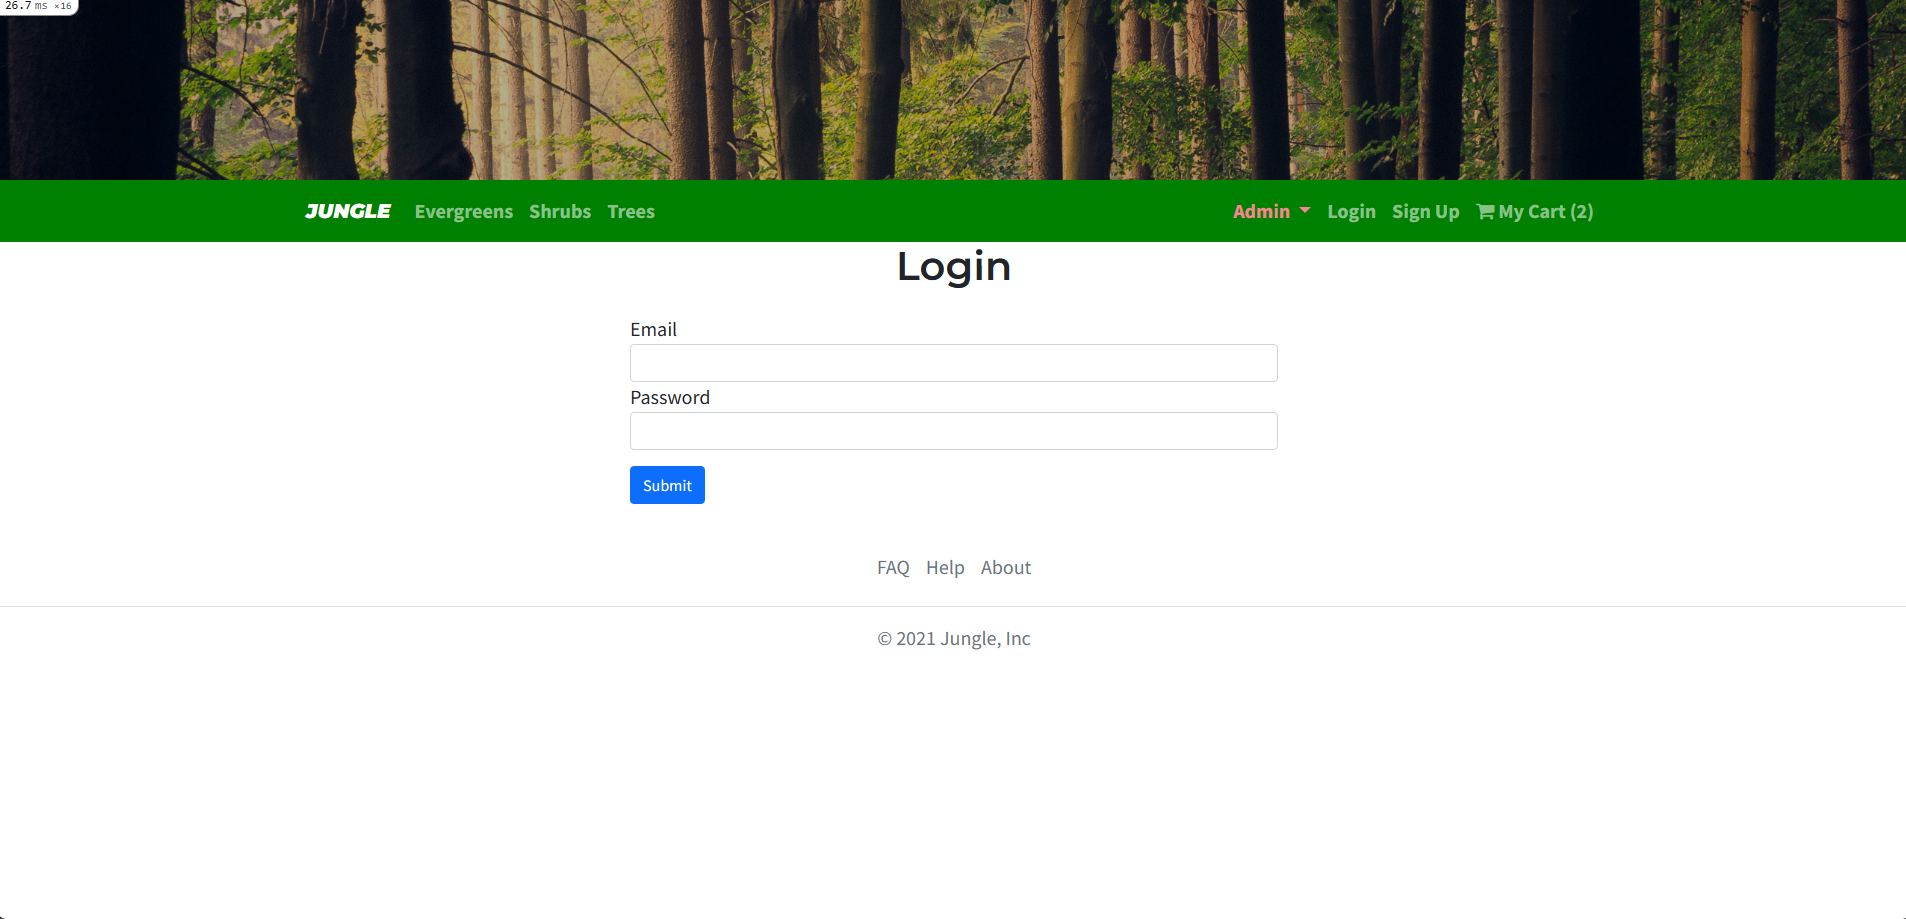 26.7 ms ×16
JUNGLE Evergreens Shrubs Trees Admin Login Sign Up My Cart (2)
Login
Email
Password
Submit
FAQ Help About
© 2021 Jungle, Inc